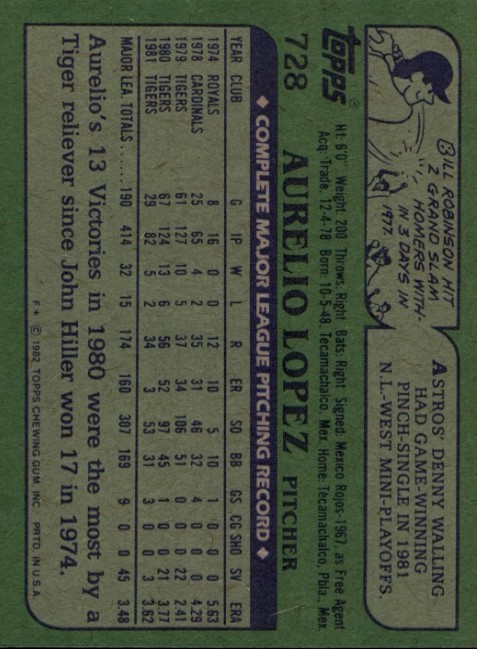 BILL ROBINSON HIT
2 GRAND SLAM
HOMERS WITH-
IN 3 DAYS IN
1977.
ASTROS' DENNY WALLING
HAD GAME-WINNING
PINCH-SINGLE IN 1981
N.L.-WEST MINI-PLAYOFFS.
topps®
Ht: 6'0" Weight: 200 Throws: Right Bats: Right Signed: Mexico Rojos-1967, as Free Agent
Acq: Trade, 12-4-78 Born: 10-5-48, Tecamachalco, Mex. Home: Tecamachalco, Pbla., Mex.
728 AURELIO LOPEZ PITCHER
◆ COMPLETE MAJOR LEAGUE PITCHING RECORD ◆
YEAR CLUB G IP W L R ER SO BB GS CG SHO SV ERA
1974 ROYALS 8 16 0 0 12 10 5 10 1 0 0 0 5.63
1978 CARDINALS 25 65 4 2 35 31 46 32 4 0 0 0 4.29
1979 TIGERS 61 127 10 5 37 34 106 51 0 0 0 22 2.41
1980 TIGERS 67 124 13 6 56 52 97 45 1 0 0 21 3.77
1981 TIGERS 29 82 5 2 34 3 53 31 3 0 0 3 3.62
MAJOR LEA. TOTALS...... 190 414 32 15 174 160 307 169 9 0 0 45 3.48
Aurelio's 13 Victories in 1980 were the most by a
Tiger reliever since John Hiller won 17 in 1974.
F* © 1982 TOPPS CHEWING GUM, INC. PRTD. IN U.S.A.